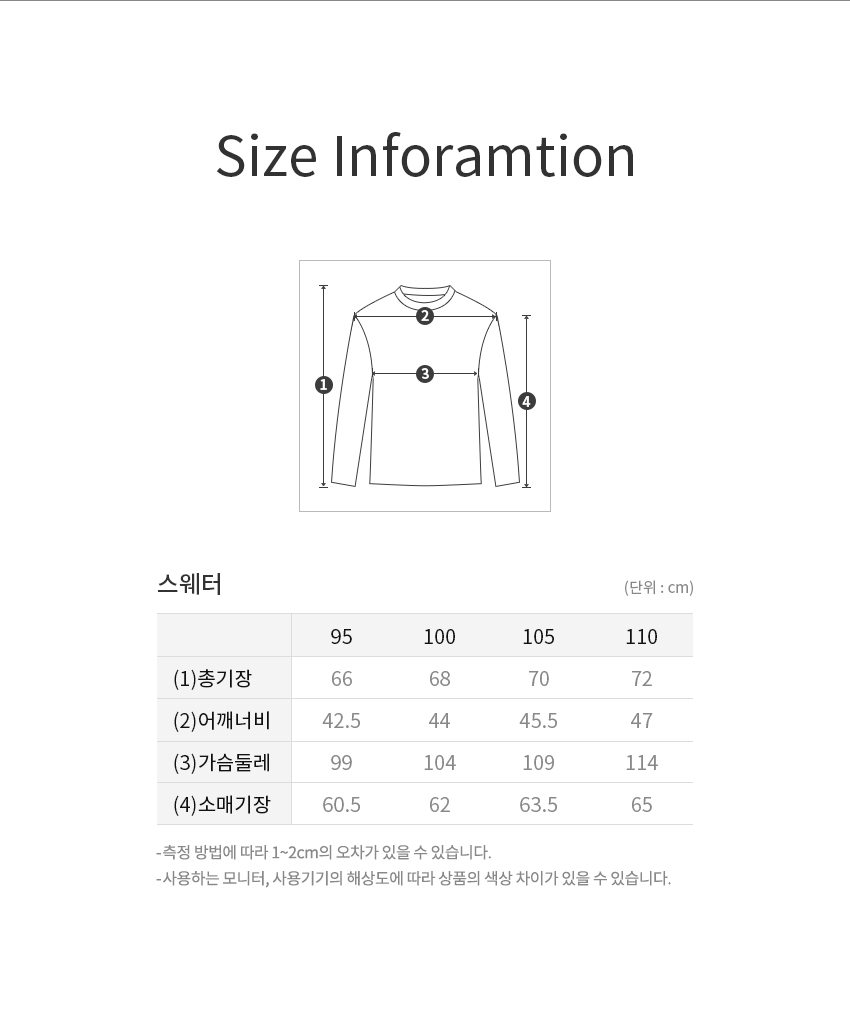 Size Inforamtion
2
3
1
4
스웨터 (단위 : cm)
95 100 105 110
(1)총기장 66 68 70 72
(2)어깨너비 42.5 44 45.5 47
(3)가슴둘레 99 104 109 114
(4)소매기장 60.5 62 63.5 65
-측정 방법에 따라 1~2cm의 오차가 있을 수 있습니다.
-사용하는 모니터, 사용기기의 해상도에 따라 상품의 색상 차이가 있을 수 있습니다.